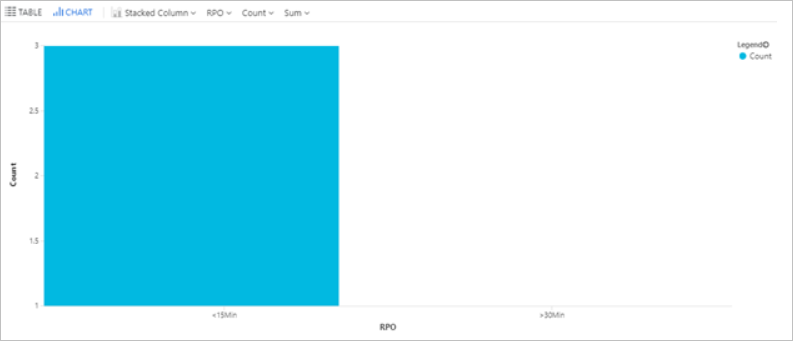 TABLE CHART Stacked Column RPO Count Sum
Legend
Count
3
2.5
2
1.5
1
Count
<15Min >30Min
RPO